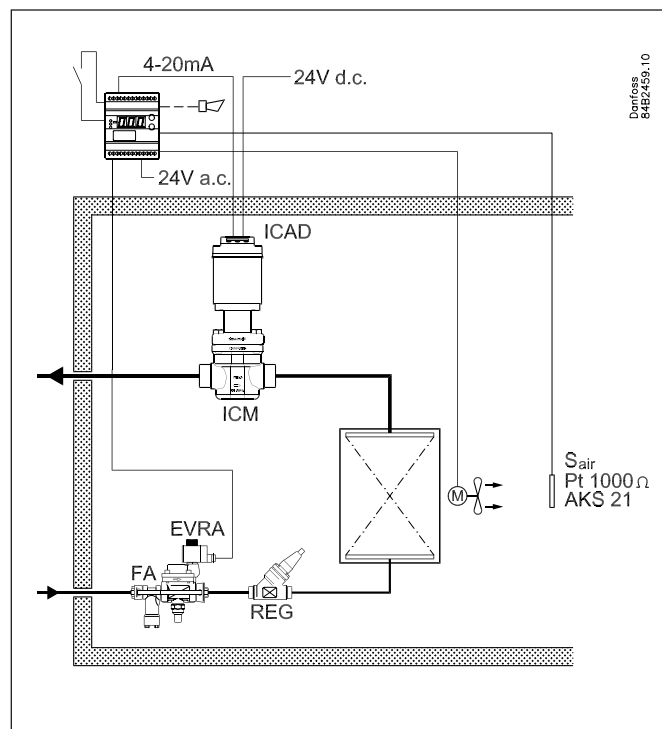 4-20mA
24V d.c.
Danfoss
84B2459.10
24V a.c.
ICAD
ICM
M
Sair
Pt 1000 Ω
AKS 21
EVRA
FA
REG